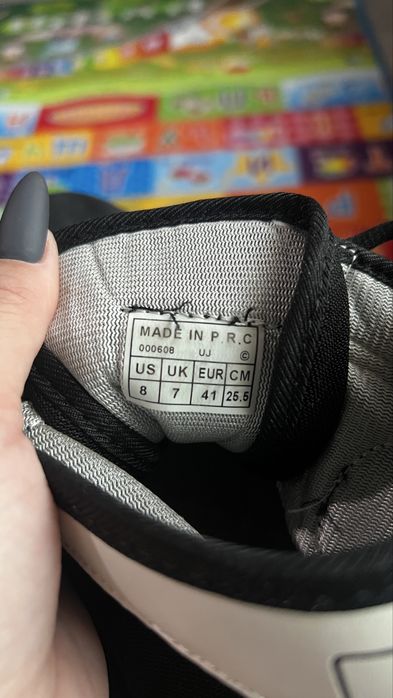 MADE IN P.R.C
000608 UJ ©
US UK EUR CM
8 7 41 25.5